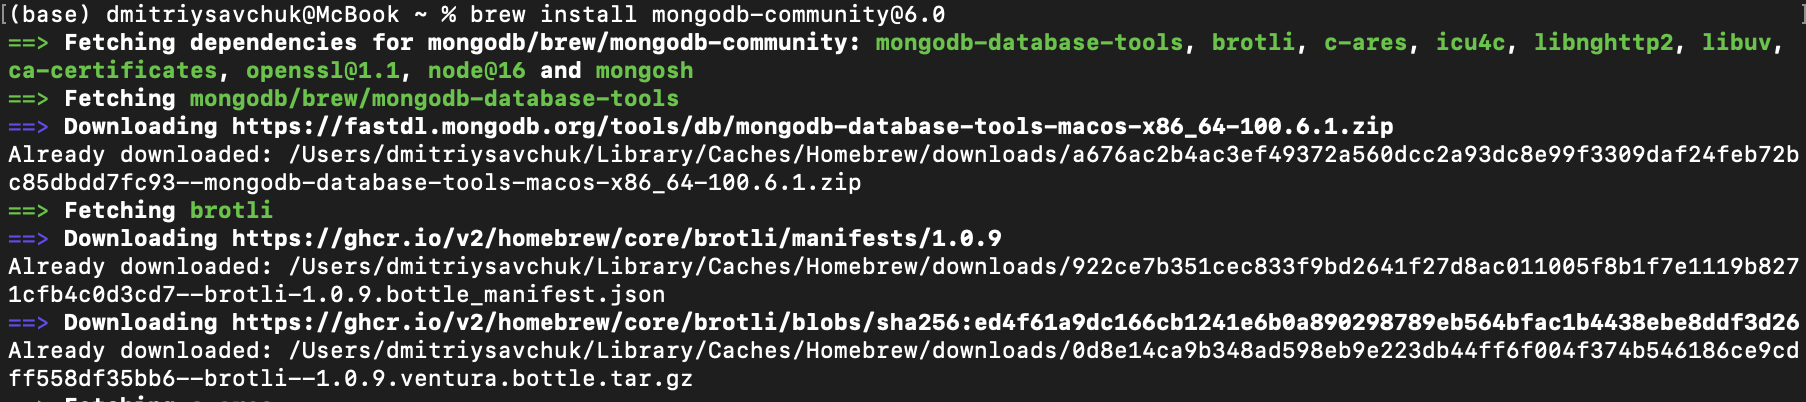 (base) dmitriysavchuk@McBook ~ % brew install mongodb-community@6.0
==> Fetching dependencies for mongodb/brew/mongodb-community: mongodb-database-tools, brotli, c-ares, icu4c, libnghttp2, libuv,
ca-certificates, openssl@1.1, node@16 and mongosh
==> Fetching mongodb/brew/mongodb-database-tools
==> Downloading https://fastdl.mongodb.org/tools/db/mongodb-database-tools-macos-x86_64-100.6.1.zip
Already downloaded: /Users/dmitriysavchuk/Library/Caches/Homebrew/downloads/a676ac2b4ac3ef49372a560dcc2a93dc8e99f3309daf24feb72b
c85dbdd7fc93--mongodb-database-tools-macos-x86_64-100.6.1.zip
==> Fetching brotli
==> Downloading https://ghcr.io/v2/homebrew/core/brotli/manifests/1.0.9
Already downloaded: /Users/dmitriysavchuk/Library/Caches/Homebrew/downloads/922ce7b351cec833f9bd2641f27d8ac011005f8b1f7e1119b827
1cfb4c0d3cd7--brotli-1.0.9.bottle_manifest.json
==> Downloading https://ghcr.io/v2/homebrew/core/brotli/blobs/sha256:ed4f61a9dc166cb1241e6b0a890298789eb564bfac1b4438ebe8ddf3d26
Already downloaded: /Users/dmitriysavchuk/Library/Caches/Homebrew/downloads/0d8e14ca9b348ad598eb9e223db44ff6f004f374b546186ce9cd
ff558df35bb6--brotli--1.0.9.ventura.bottle.tar.gz